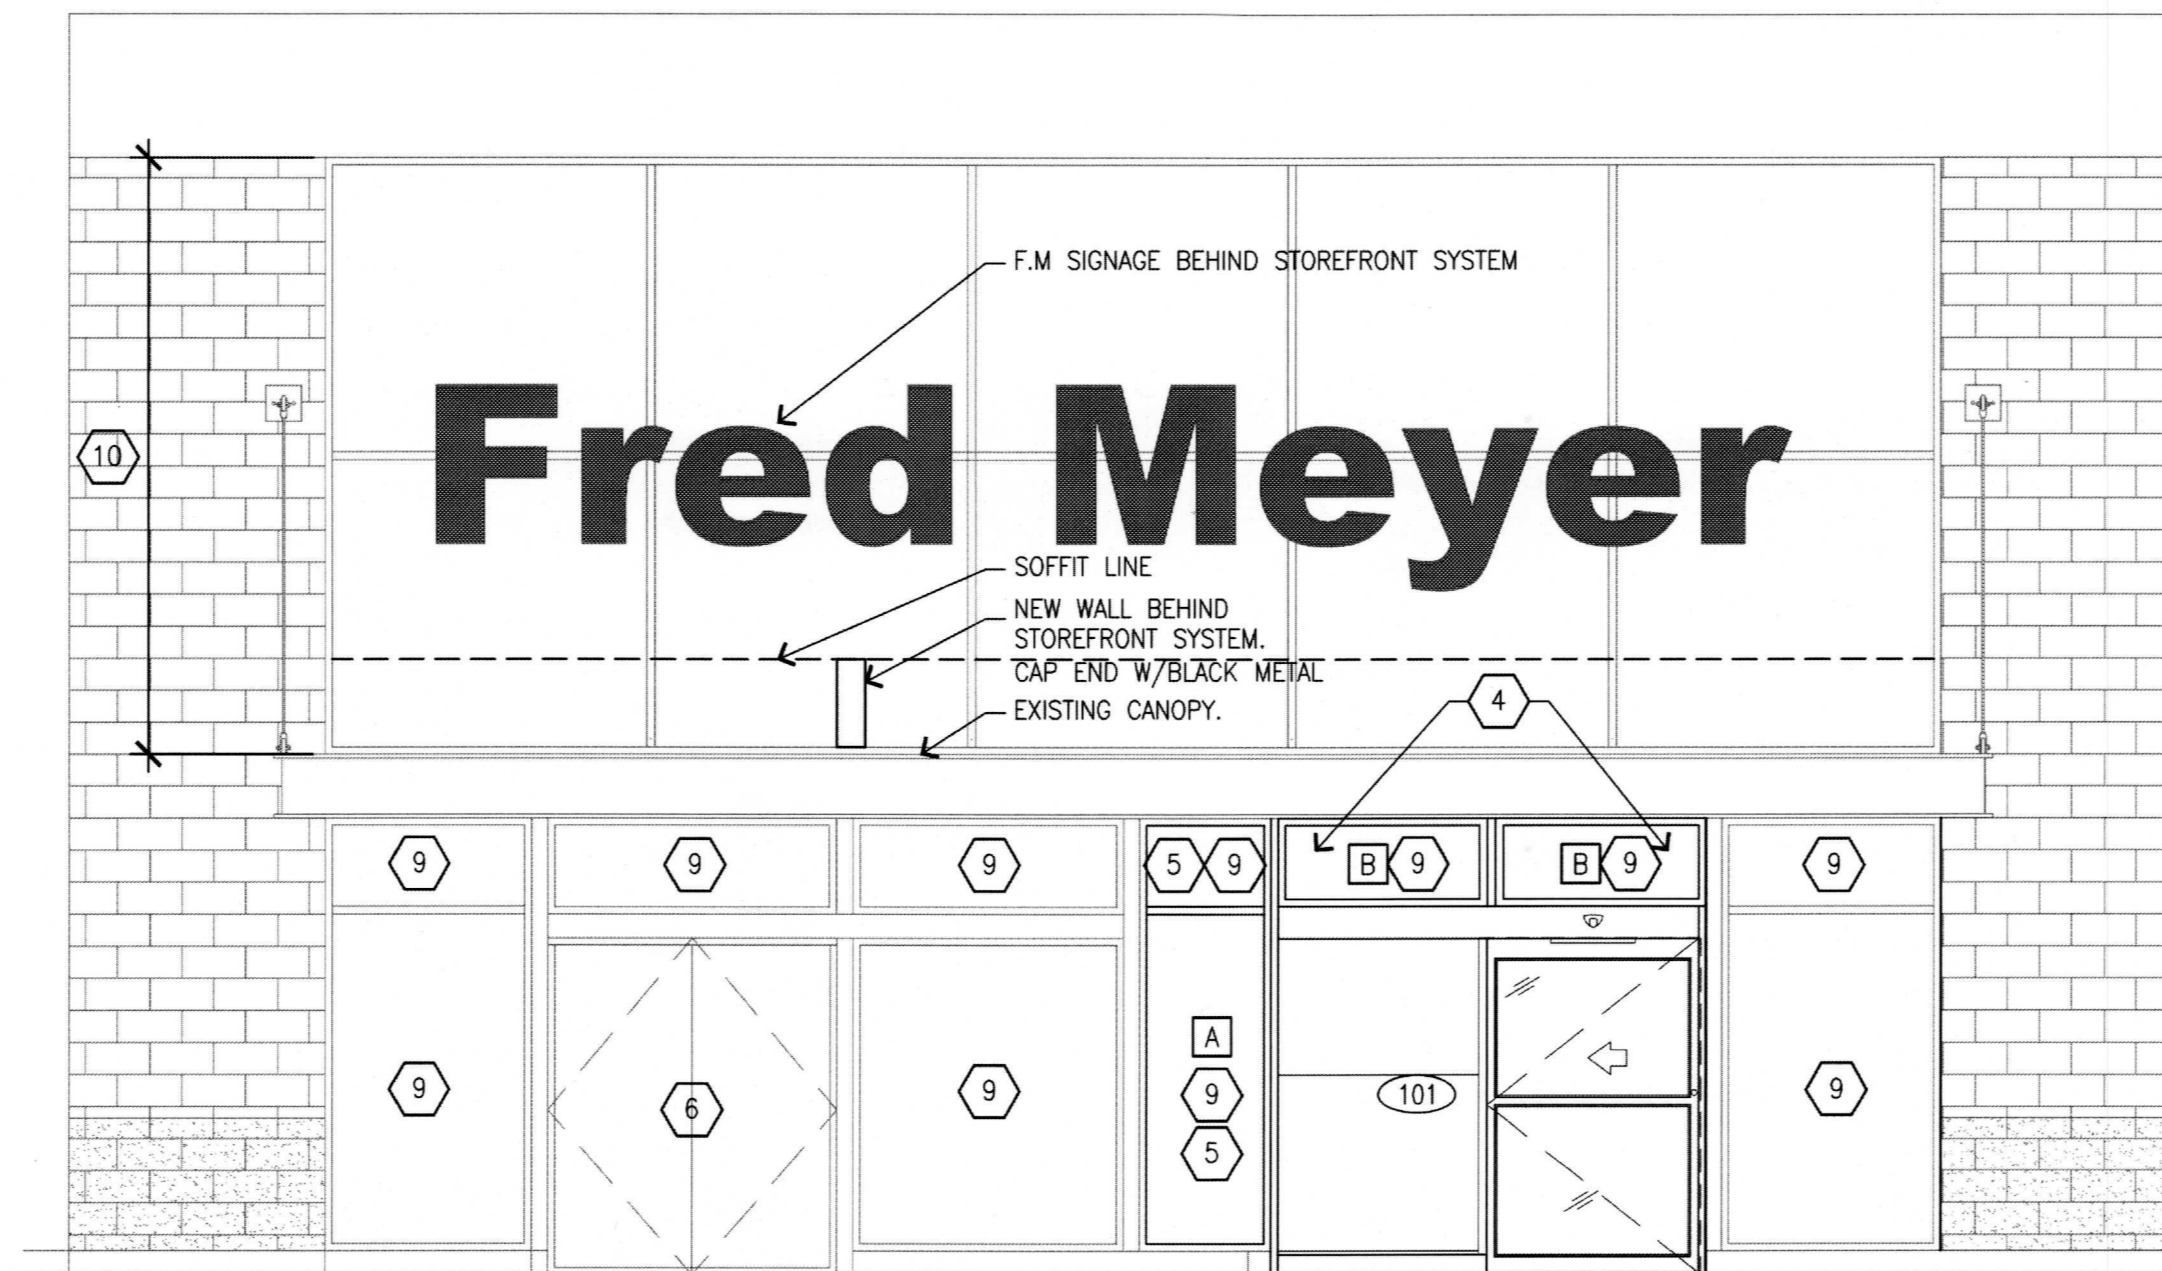 F.M SIGNAGE BEHIND STOREFRONT SYSTEM
Fred Meyer
10
SOFFIT LINE
NEW WALL BEHIND
STOREFRONT SYSTEM.
CAP END W/BLACK METAL
EXISTING CANOPY.
4
9 9 9 5 9 B 9 B 9 9
A
9 6 9 9 101 9
5